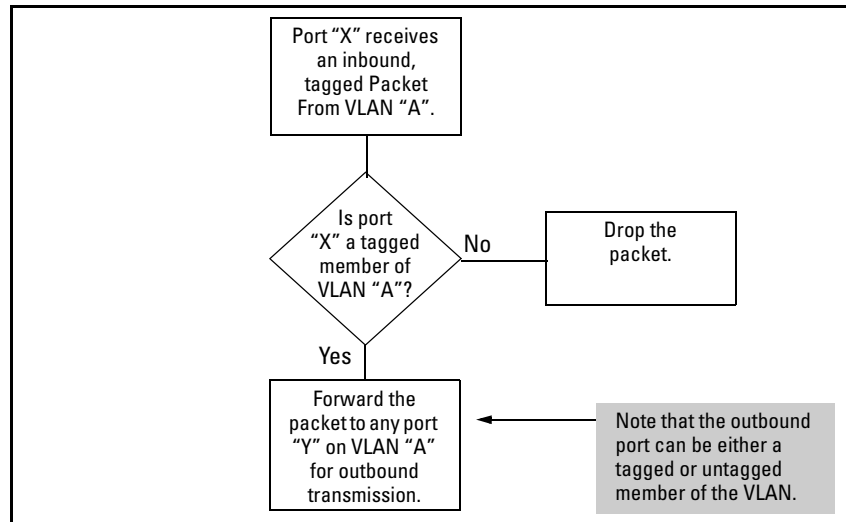 Port “X” receives
an inbound,
tagged Packet
From VLAN “A”.
Is port
“X” a tagged
member of
VLAN “A”?
No
Drop the
packet.
Yes
Forward the
packet to any port
“Y” on VLAN “A”
for outbound
transmission.
Note that the outbound
port can be either a
tagged or untagged
member of the VLAN.